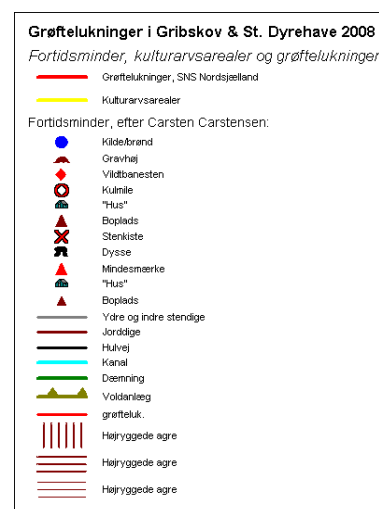 Grøftelukninger i Gribskov & St. Dyrehave 2008
Fortidsminder, kulturarvsarealer og grøftelukninger
Grøftelukninger, SNS Nordsjælland
Kulturarvsarealer
Fortidsminder, efter Carsten Carstensen:
Kilde/brønd
Gravhøj
Vildtbanesten
Kulmile
"Hus"
Boplads
Stenkiste
Dysse
Mindesmærke
"Hus"
Boplads
Ydre og indre stendige
Jorddige
Hulvej
Kanal
Dæmning
Voldanlæg
grøfteluk.
Højryggede agre
Højryggede agre
Højryggede agre